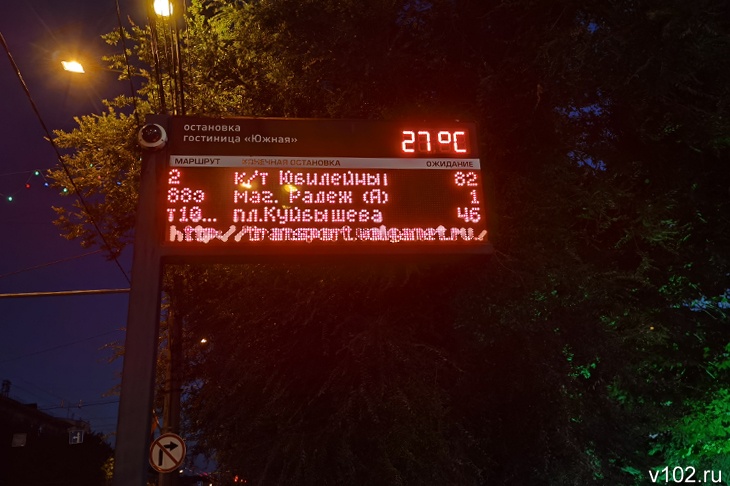 остановка
гостиница «Южная»
27°C
МАРШРУТ КОНЕЧНАЯ ОСТАНОВКА ОЖИДАНИЕ
2 К/т Юбилейны 82
88э Маг. Радеж (А) 1
т10... пл.Куйбышева 46
http://transport.volganet.ru/
v102.ru